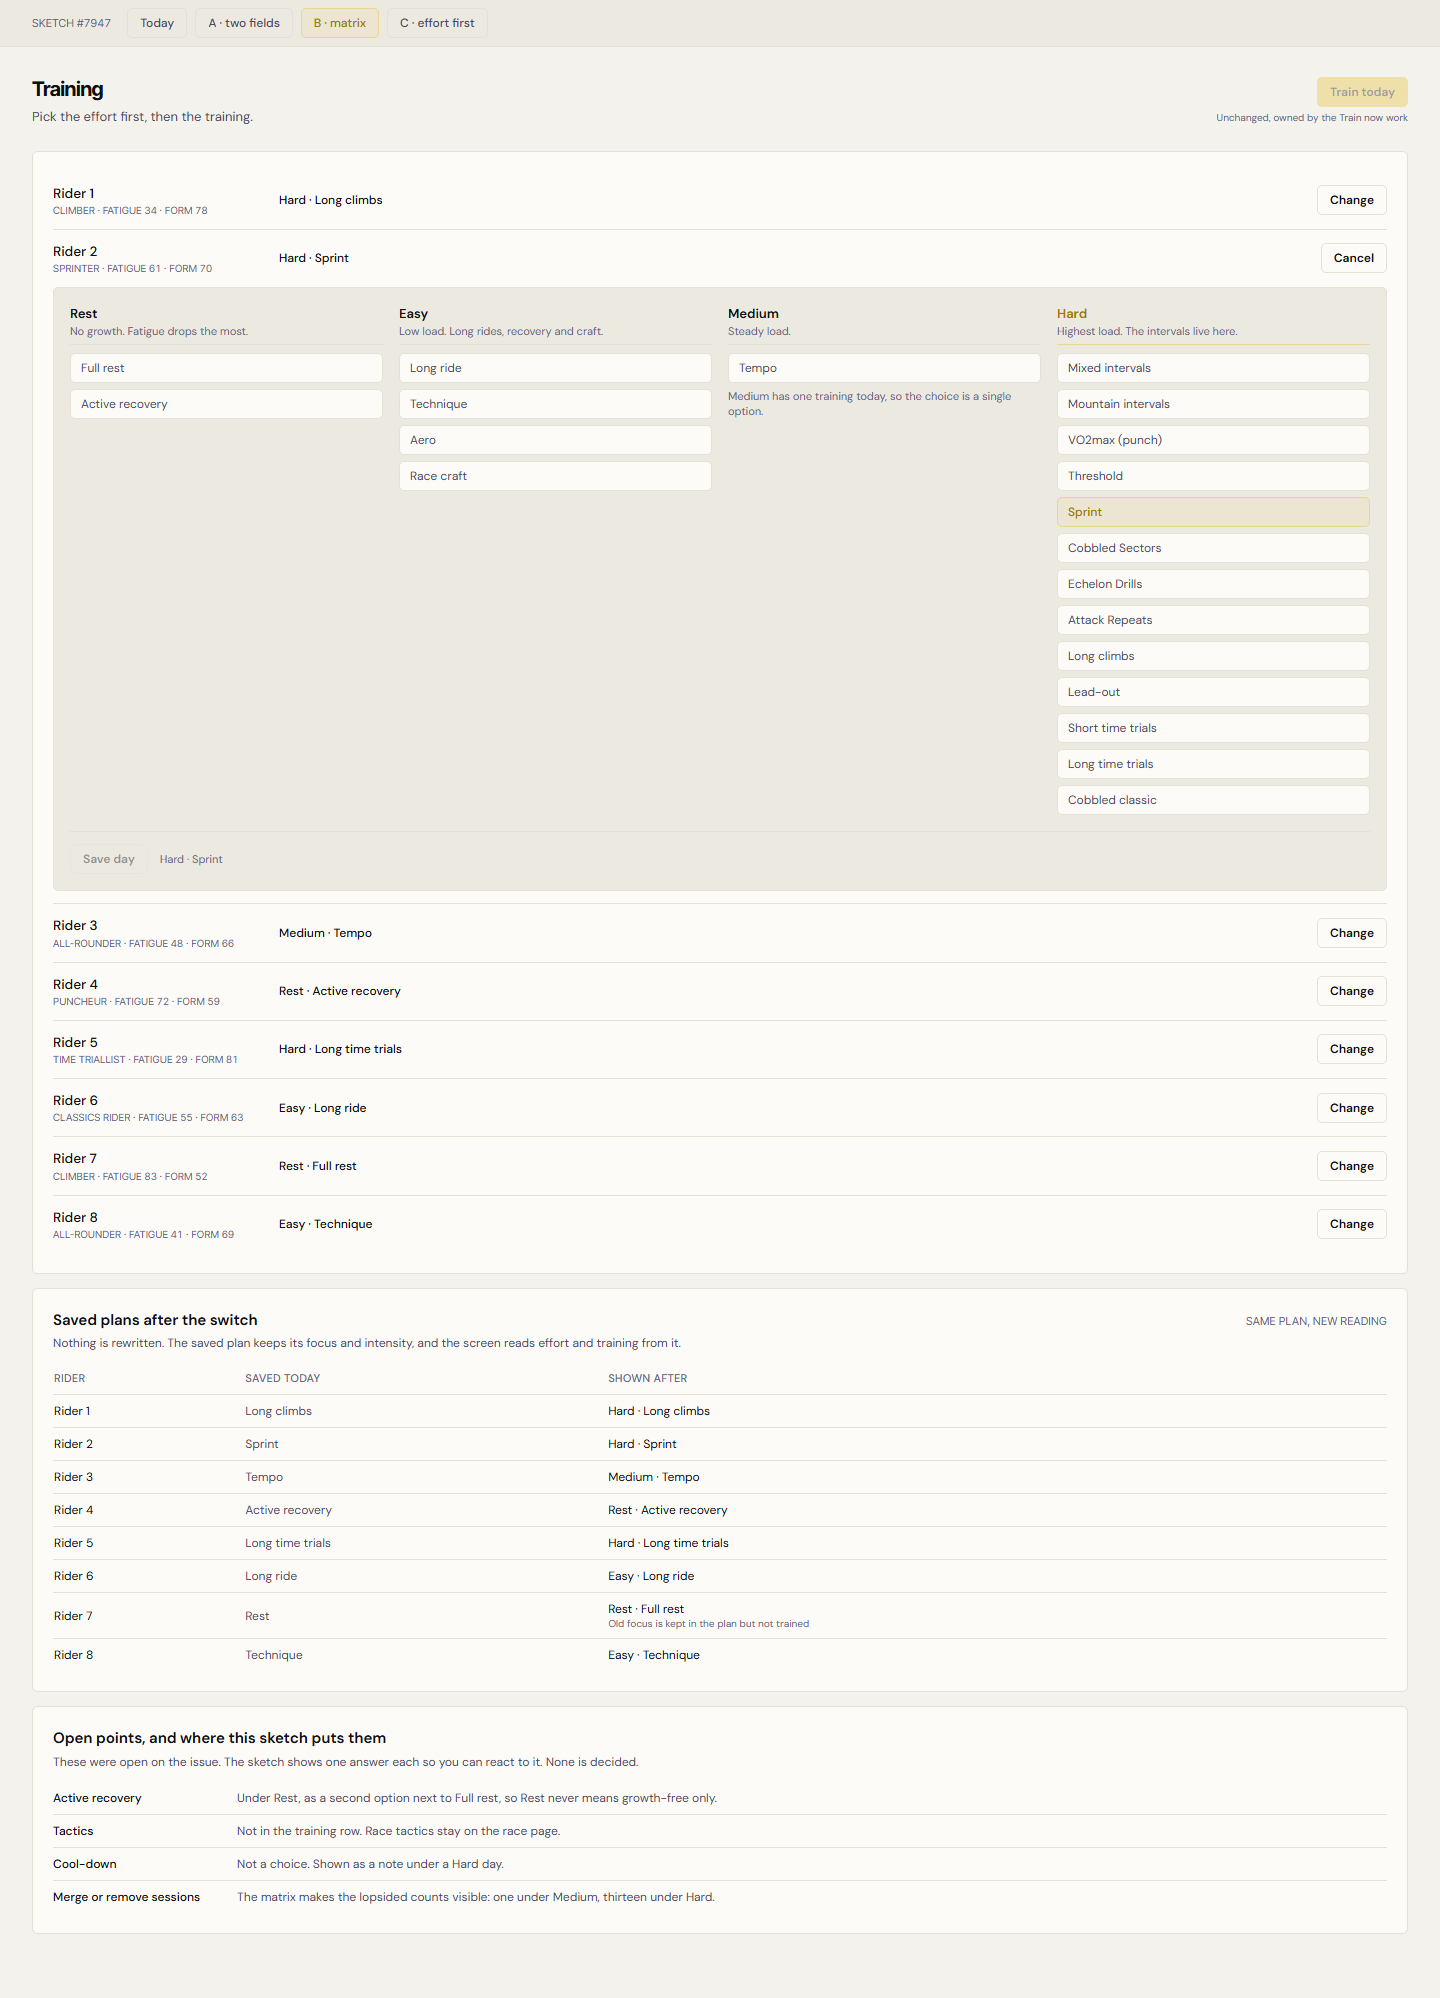 SKETCH #7947
Today
A · two fields
B · matrix
C · effort first
Training
Pick the effort first, then the training.
Train today
Unchanged, owned by the Train now work
Rider 1
CLIMBER · FATIGUE 34 · FORM 78
Hard · Long climbs
Change
Rider 2
SPRINTER · FATIGUE 61 · FORM 70
Hard · Sprint
Cancel
Rest
No growth. Fatigue drops the most.
Full rest
Active recovery
Easy
Low load. Long rides, recovery and craft.
Long ride
Technique
Aero
Race craft
Medium
Steady load.
Tempo
Medium has one training today, so the choice is a single
option.
Hard
Highest load. The intervals live here.
Mixed intervals
Mountain intervals
VO2max (punch)
Threshold
Sprint
Cobbled Sectors
Echelon Drills
Attack Repeats
Long climbs
Lead-out
Short time trials
Long time trials
Cobbled classic
Save day
Hard · Sprint
Rider 3
ALL-ROUNDER · FATIGUE 48 · FORM 66
Medium · Tempo
Change
Rider 4
PUNCHEUR · FATIGUE 72 · FORM 59
Rest · Active recovery
Change
Rider 5
TIME TRIALLIST · FATIGUE 29 · FORM 81
Hard · Long time trials
Change
Rider 6
CLASSICS RIDER · FATIGUE 55 · FORM 63
Easy · Long ride
Change
Rider 7
CLIMBER · FATIGUE 83 · FORM 52
Rest · Full rest
Change
Rider 8
ALL-ROUNDER · FATIGUE 41 · FORM 69
Easy · Technique
Change
Saved plans after the switch
SAME PLAN, NEW READING
Nothing is rewritten. The saved plan keeps its focus and intensity, and the screen reads effort and training from it.
RIDER SAVED TODAY SHOWN AFTER
Rider 1 Long climbs Hard · Long climbs
Rider 2 Sprint Hard · Sprint
Rider 3 Tempo Medium · Tempo
Rider 4 Active recovery Rest · Active recovery
Rider 5 Long time trials Hard · Long time trials
Rider 6 Long ride Easy · Long ride
Rider 7 Rest Rest · Full rest
Old focus is kept in the plan but not trained
Rider 8 Technique Easy · Technique
Open points, and where this sketch puts them
These were open on the issue. The sketch shows one answer each so you can react to it. None is decided.
Active recovery Under Rest, as a second option next to Full rest, so Rest never means growth-free only.
Tactics Not in the training row. Race tactics stay on the race page.
Cool-down Not a choice. Shown as a note under a Hard day.
Merge or remove sessions The matrix makes the lopsided counts visible: one under Medium, thirteen under Hard.